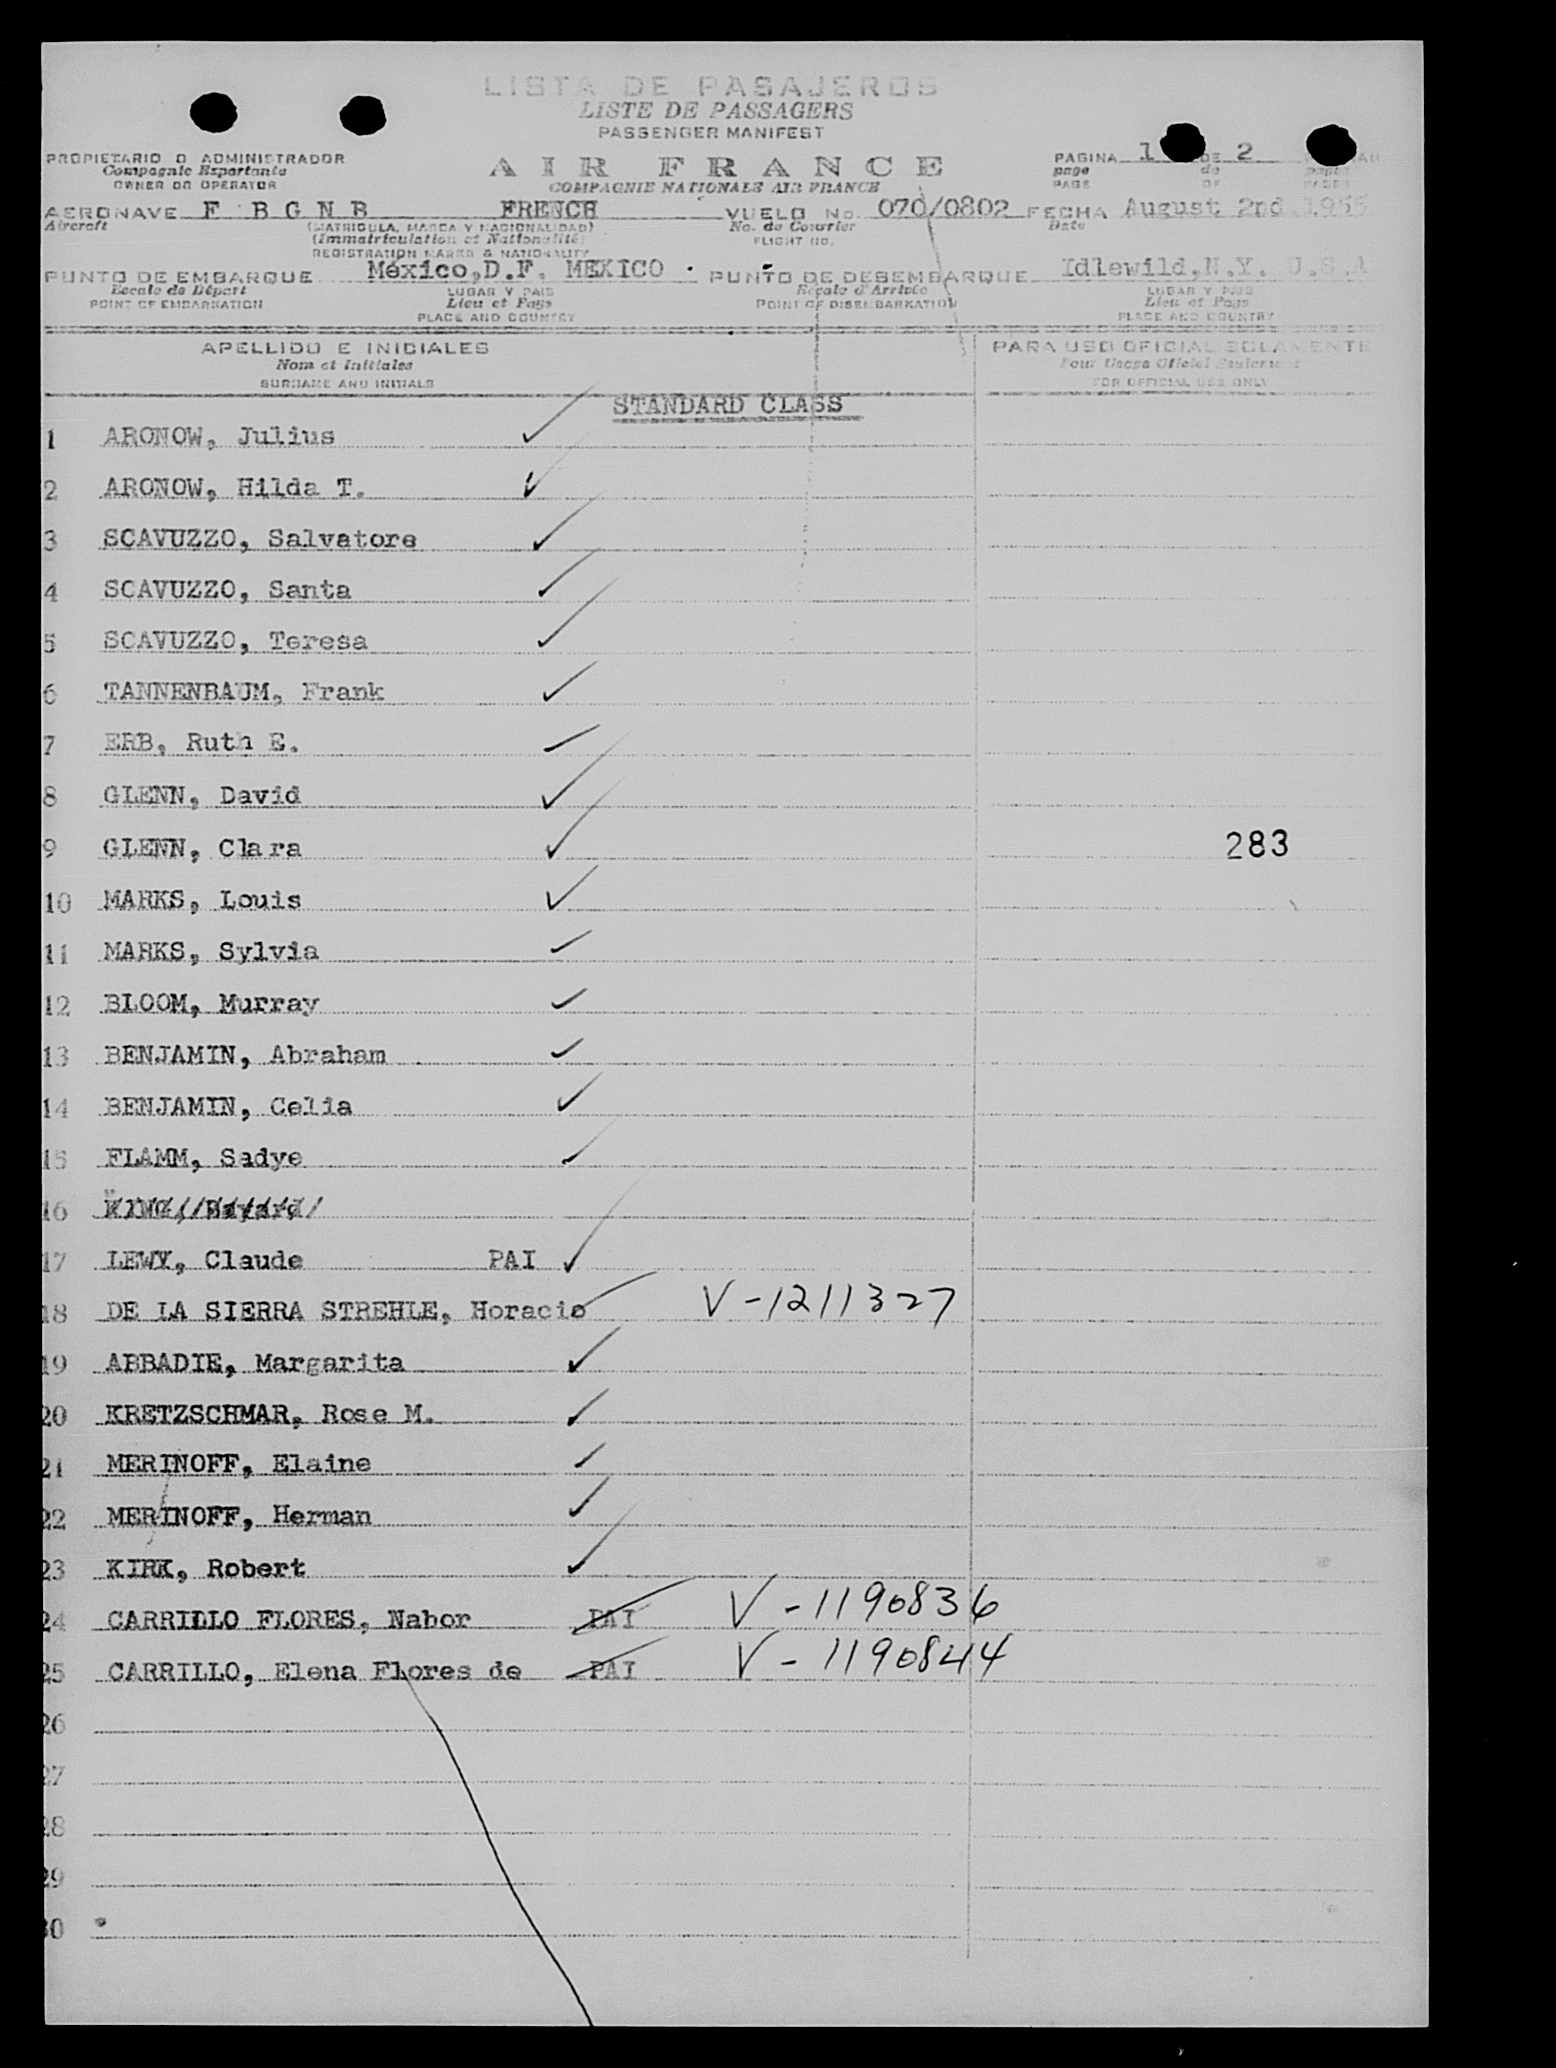 LISTA DE PASAJEROS
LISTE DE PASSAGERS
PASSENGER MANIFEST
PROPIETARIO O ADMINISTRADOR
Compagnie Exportante
OWNER OR OPERATOR
AIR FRANCE
COMPAGNIE NATIONALE AIR FRANCE
PAGINA 1 DE 2
page de pages
PAGE OF PAGES
AERONAVE F B G N B FRENCH VUELO No. 070/0802 FECHA August 2nd 1955
Aircraft (MATRICULA, MARCA Y NACIONALIDAD) No. de Courrier Date
(Immatriculation et Nationalité) FLIGHT NO.
REGISTRATION MARKS & NATIONALITY
PUNTO DE EMBARQUE México,D.F. MEXICO . PUNTO DE DESEMBARQUE Idlewild,N.Y. U.S.A
Escale de Départ LUGAR Y PAIS Escale d'Arrivée LUGAR Y PAIS
POINT OF EMBARKATION Lieu et Pays POINT OF DISEMBARKATION Lieu et Pays
PLACE AND COUNTRY PLACE AND COUNTRY
APELLIDO E INICIALES PARA USO OFICIAL SOLAMENTE
Nom et Initiales Pour Usage Officiel Seulement
SURNAME AND INITIALS FOR OFFICIAL USE ONLY
STANDARD CLASS
1 ARONOW, Julius
2 ARONOW, Hilda T.
3 SCAVUZZO, Salvatore
4 SCAVUZZO, Santa
5 SCAVUZZO, Teresa
6 TANNENBAUM, Frank
7 ERB, Ruth E.
8 GLENN, David
9 GLENN, Clara 283
10 MARKS, Louis
11 MARKS, Sylvia
12 BLOOM, Murray
13 BENJAMIN, Abraham
14 BENJAMIN, Celia
15 FLAMM, Sadye
16 KING,
17 LEWY, Claude PAI
18 DE LA SIERRA STREHLE, Horacio V-1211327
19 ABBADIE, Margarita
20 KRETZSCHMAR, Rose M.
21 MERINOFF, Elaine
22 MERINOFF, Herman
23 KIRK, Robert
24 CARRILLO FLORES, Nabor PAI V-1190836
25 CARRILLO, Elena Flores de PAI V-1190844
26
27
28
29
30